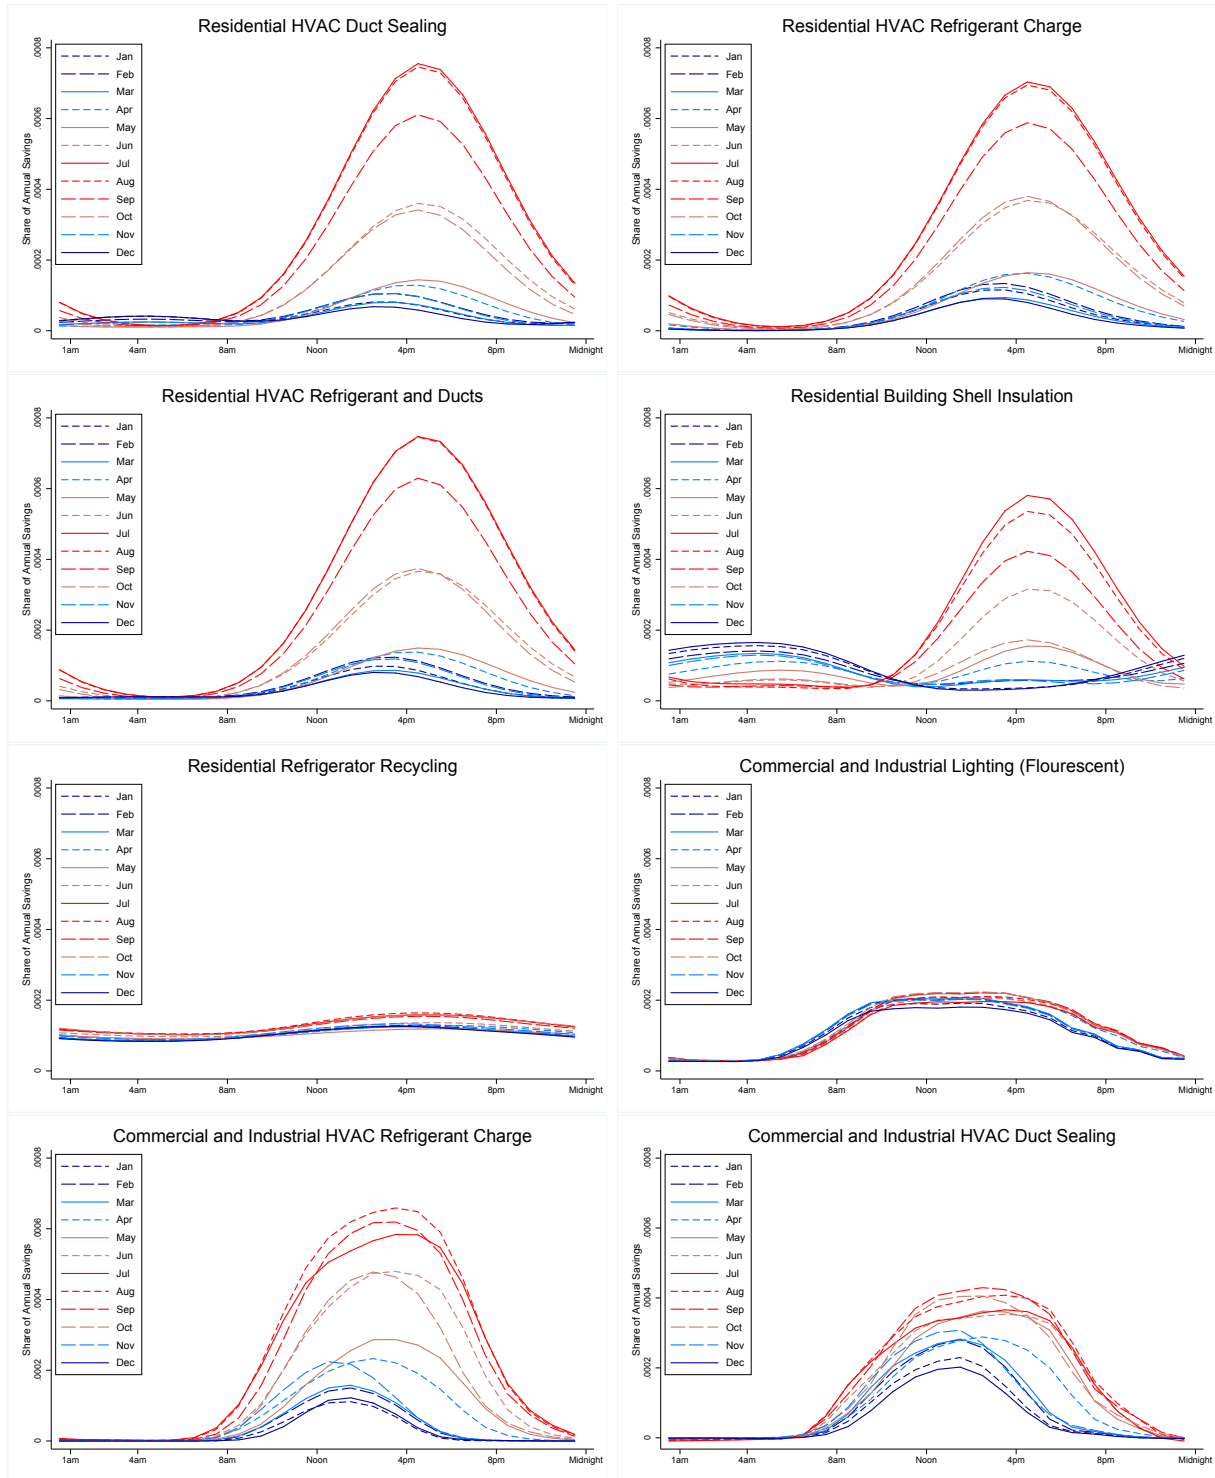 Residential HVAC Duct Sealing
Share of Annual Savings
0 .0002 .0004 .0006 .0008
Jan
Feb
Mar
Apr
May
Jun
Jul
Aug
Sep
Oct
Nov
Dec
1am 4am 8am Noon 4pm 8pm Midnight
Residential HVAC Refrigerant Charge
Share of Annual Savings
0 .0002 .0004 .0006 .0008
Jan
Feb
Mar
Apr
May
Jun
Jul
Aug
Sep
Oct
Nov
Dec
1am 4am 8am Noon 4pm 8pm Midnight
Residential HVAC Refrigerant and Ducts
Share of Annual Savings
0 .0002 .0004 .0006 .0008
Jan
Feb
Mar
Apr
May
Jun
Jul
Aug
Sep
Oct
Nov
Dec
1am 4am 8am Noon 4pm 8pm Midnight
Residential Building Shell Insulation
Share of Annual Savings
0 .0002 .0004 .0006 .0008
Jan
Feb
Mar
Apr
May
Jun
Jul
Aug
Sep
Oct
Nov
Dec
1am 4am 8am Noon 4pm 8pm Midnight
Residential Refrigerator Recycling
Share of Annual Savings
0 .0002 .0004 .0006 .0008
Jan
Feb
Mar
Apr
May
Jun
Jul
Aug
Sep
Oct
Nov
Dec
1am 4am 8am Noon 4pm 8pm Midnight
Commercial and Industrial Lighting (Flourescent)
Share of Annual Savings
0 .0002 .0004 .0006 .0008
Jan
Feb
Mar
Apr
May
Jun
Jul
Aug
Sep
Oct
Nov
Dec
1am 4am 8am Noon 4pm 8pm Midnight
Commercial and Industrial HVAC Refrigerant Charge
Share of Annual Savings
0 .0002 .0004 .0006 .0008
Jan
Feb
Mar
Apr
May
Jun
Jul
Aug
Sep
Oct
Nov
Dec
1am 4am 8am Noon 4pm 8pm Midnight
Commercial and Industrial HVAC Duct Sealing
Share of Annual Savings
0 .0002 .0004 .0006 .0008
Jan
Feb
Mar
Apr
May
Jun
Jul
Aug
Sep
Oct
Nov
Dec
1am 4am 8am Noon 4pm 8pm Midnight